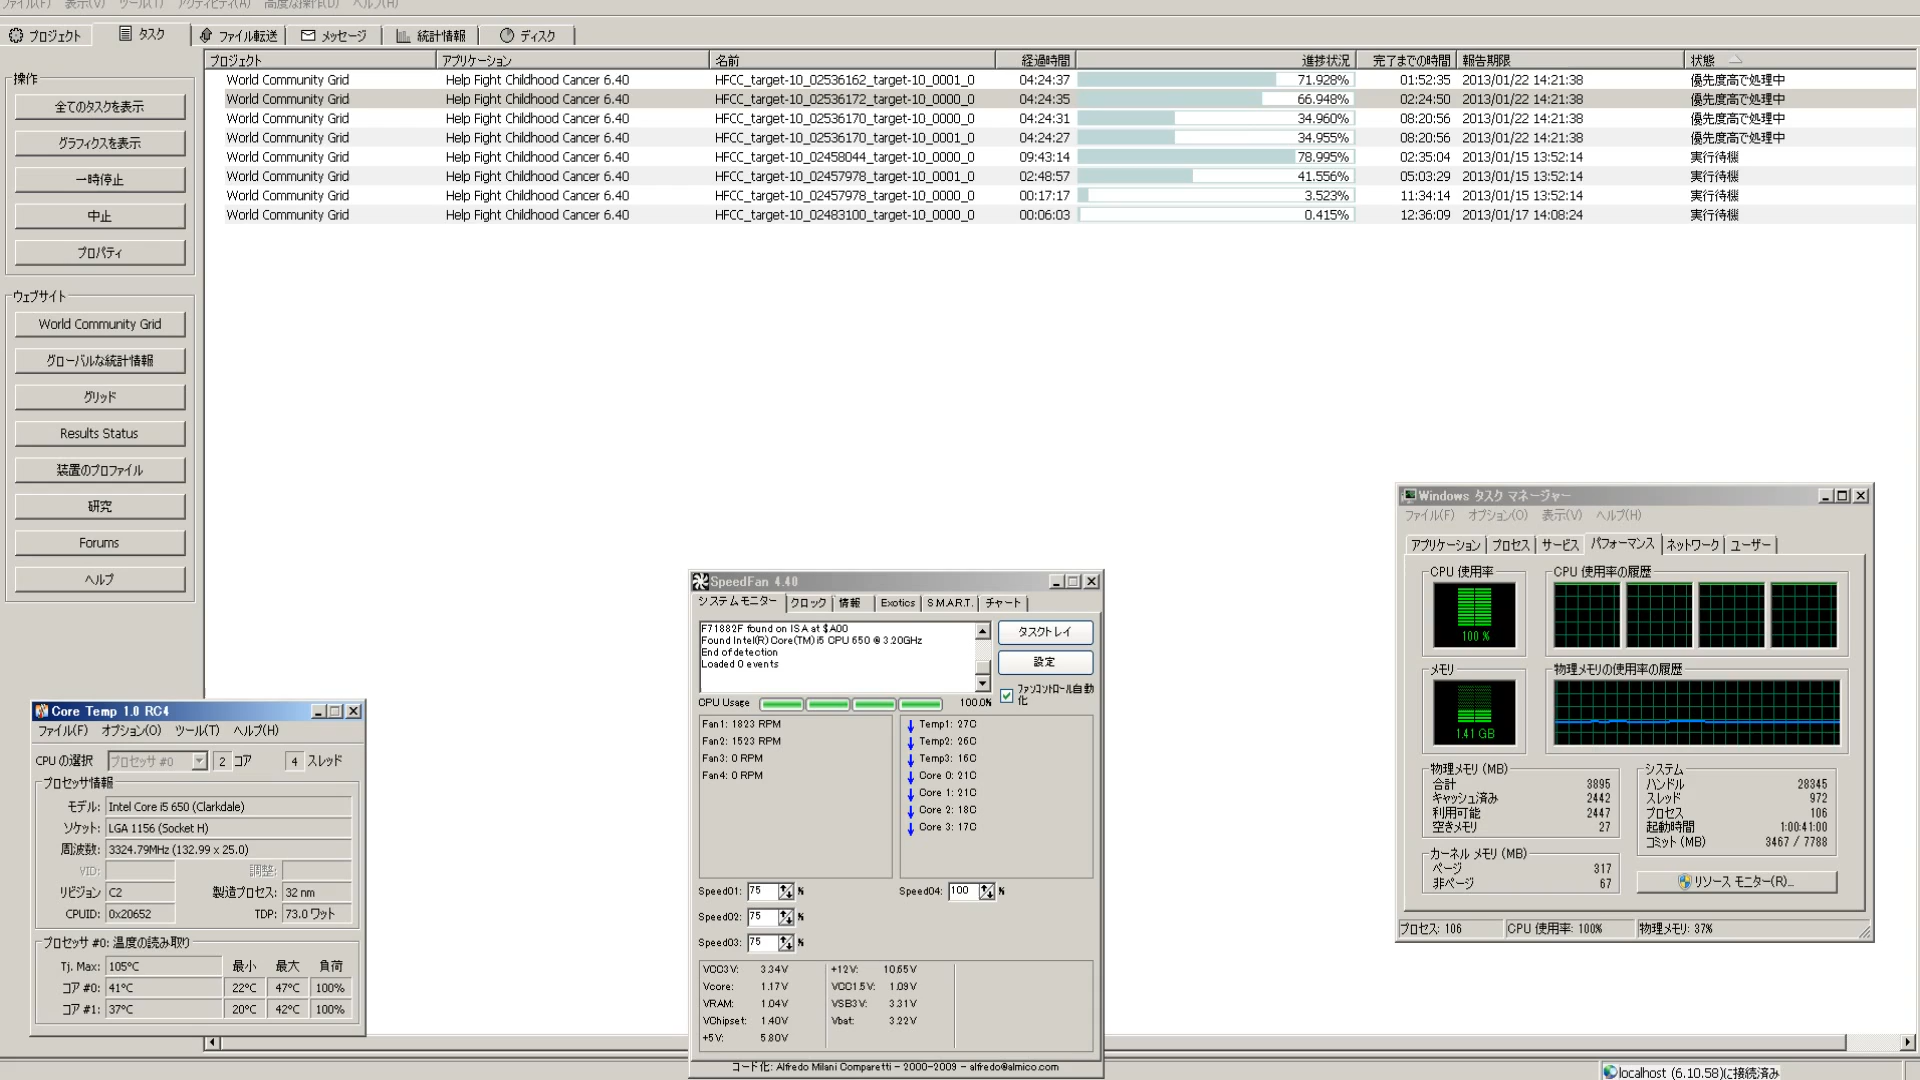 ファイル(F) 表示(V) ツール(T) アクティビティ(A) 高度な操作(D) ヘルプ(H)
プロジェクト タスク ファイル転送 メッセージ 統計情報 ディスク
操作
全てのタスクを表示
グラフィクスを表示
一時停止
中止
プロパティ
ウェブサイト
World Community Grid
グローバルな統計情報
グリッド
Results Status
装置のプロファイル
研究
Forums
ヘルプ
プロジェクト アプリケーション 名前 経過時間 進捗状況 完了までの時間 報告期限 状態
World Community Grid Help Fight Childhood Cancer 6.40 HFCC_target-10_02536162_target-10_0001_0 04:24:37 71.928% 01:52:35 2013/01/22 14:21:38 優先度高で処理中
World Community Grid Help Fight Childhood Cancer 6.40 HFCC_target-10_02536172_target-10_0000_0 04:24:35 66.948% 02:24:50 2013/01/22 14:21:38 優先度高で処理中
World Community Grid Help Fight Childhood Cancer 6.40 HFCC_target-10_02536170_target-10_0000_0 04:24:31 34.960% 08:20:56 2013/01/22 14:21:38 優先度高で処理中
World Community Grid Help Fight Childhood Cancer 6.40 HFCC_target-10_02536170_target-10_0001_0 04:24:27 34.955% 08:20:56 2013/01/22 14:21:38 優先度高で処理中
World Community Grid Help Fight Childhood Cancer 6.40 HFCC_target-10_02458044_target-10_0000_0 09:43:14 78.995% 02:35:04 2013/01/15 13:52:14 実行待機
World Community Grid Help Fight Childhood Cancer 6.40 HFCC_target-10_02457978_target-10_0001_0 02:48:57 41.556% 05:03:29 2013/01/15 13:52:14 実行待機
World Community Grid Help Fight Childhood Cancer 6.40 HFCC_target-10_02457978_target-10_0000_0 00:17:17 3.523% 11:34:14 2013/01/15 13:52:14 実行待機
World Community Grid Help Fight Childhood Cancer 6.40 HFCC_target-10_02483100_target-10_0000_0 00:06:03 0.415% 12:36:09 2013/01/17 14:08:24 実行待機
Core Temp 1.0 RC4
ファイル(F) オプション(O) ツール(T) ヘルプ(H)
CPU の選択 プロセッサ #0 2 コア 4 スレッド
プロセッサ情報
モデル: Intel Core i5 650 (Clarkdale)
ソケット: LGA 1156 (Socket H)
周波数: 3324.79MHz (132.99 x 25.0)
VID: 調整:
リビジョン C2 製造プロセス: 32 nm
CPUID: 0x20652 TDP: 73.0 ワット
プロセッサ #0: 温度の読み取り
Tj. Max: 105℃ 最小 最大 負荷
コア #0: 41℃ 22℃ 47℃ 100%
コア #1: 37℃ 20℃ 42℃ 100%
SpeedFan 4.40
システムモニター クロック 情報 Exotics S.M.A.R.T. チャート
F71882F found on ISA at $A00
Found Intel(R) Core(TM) i5 CPU 650 @ 3.20GHz
End of detection
Loaded 0 events
タスクトレイ
設定
ファンコントロール自動化
CPU Usage 100.0%
Fan1: 1823 RPM
Fan2: 1523 RPM
Fan3: 0 RPM
Fan4: 0 RPM
Temp1: 27C
Temp2: 26C
Temp3: 16C
Core 0: 21C
Core 1: 21C
Core 2: 18C
Core 3: 17C
Speed01: 75 % Speed04: 100 %
Speed02: 75 %
Speed03: 75 %
VCC3V: 3.34V +12V: 10.65V
Vcore: 1.17V VCC1.5V: 1.09V
VRAM: 1.04V VSB3V: 3.31V
VChipset: 1.40V Vbat: 3.22V
+5V: 5.80V
コード化: Alfredo Milani Comparetti - 2000-2009 - alfredo@almico.com
Windows タスク マネージャー
ファイル(F) オプション(O) 表示(V) ヘルプ(H)
アプリケーション プロセス サービス パフォーマンス ネットワーク ユーザー
CPU 使用率 CPU 使用率の履歴
100 %
メモリ 物理メモリの使用率の履歴
1.41 GB
物理メモリ (MB)
合計 3895
キャッシュ済み 2442
利用可能 2447
空きメモリ 27
カーネル メモリ (MB)
ページ 317
非ページ 67
システム
ハンドル 28345
スレッド 972
プロセス 106
起動時間 1:00:41:00
コミット (MB) 3467 / 7788
リソース モニター(R)...
プロセス: 106 CPU 使用率: 100% 物理メモリ: 37%
localhost (6.10.58)に接続済み